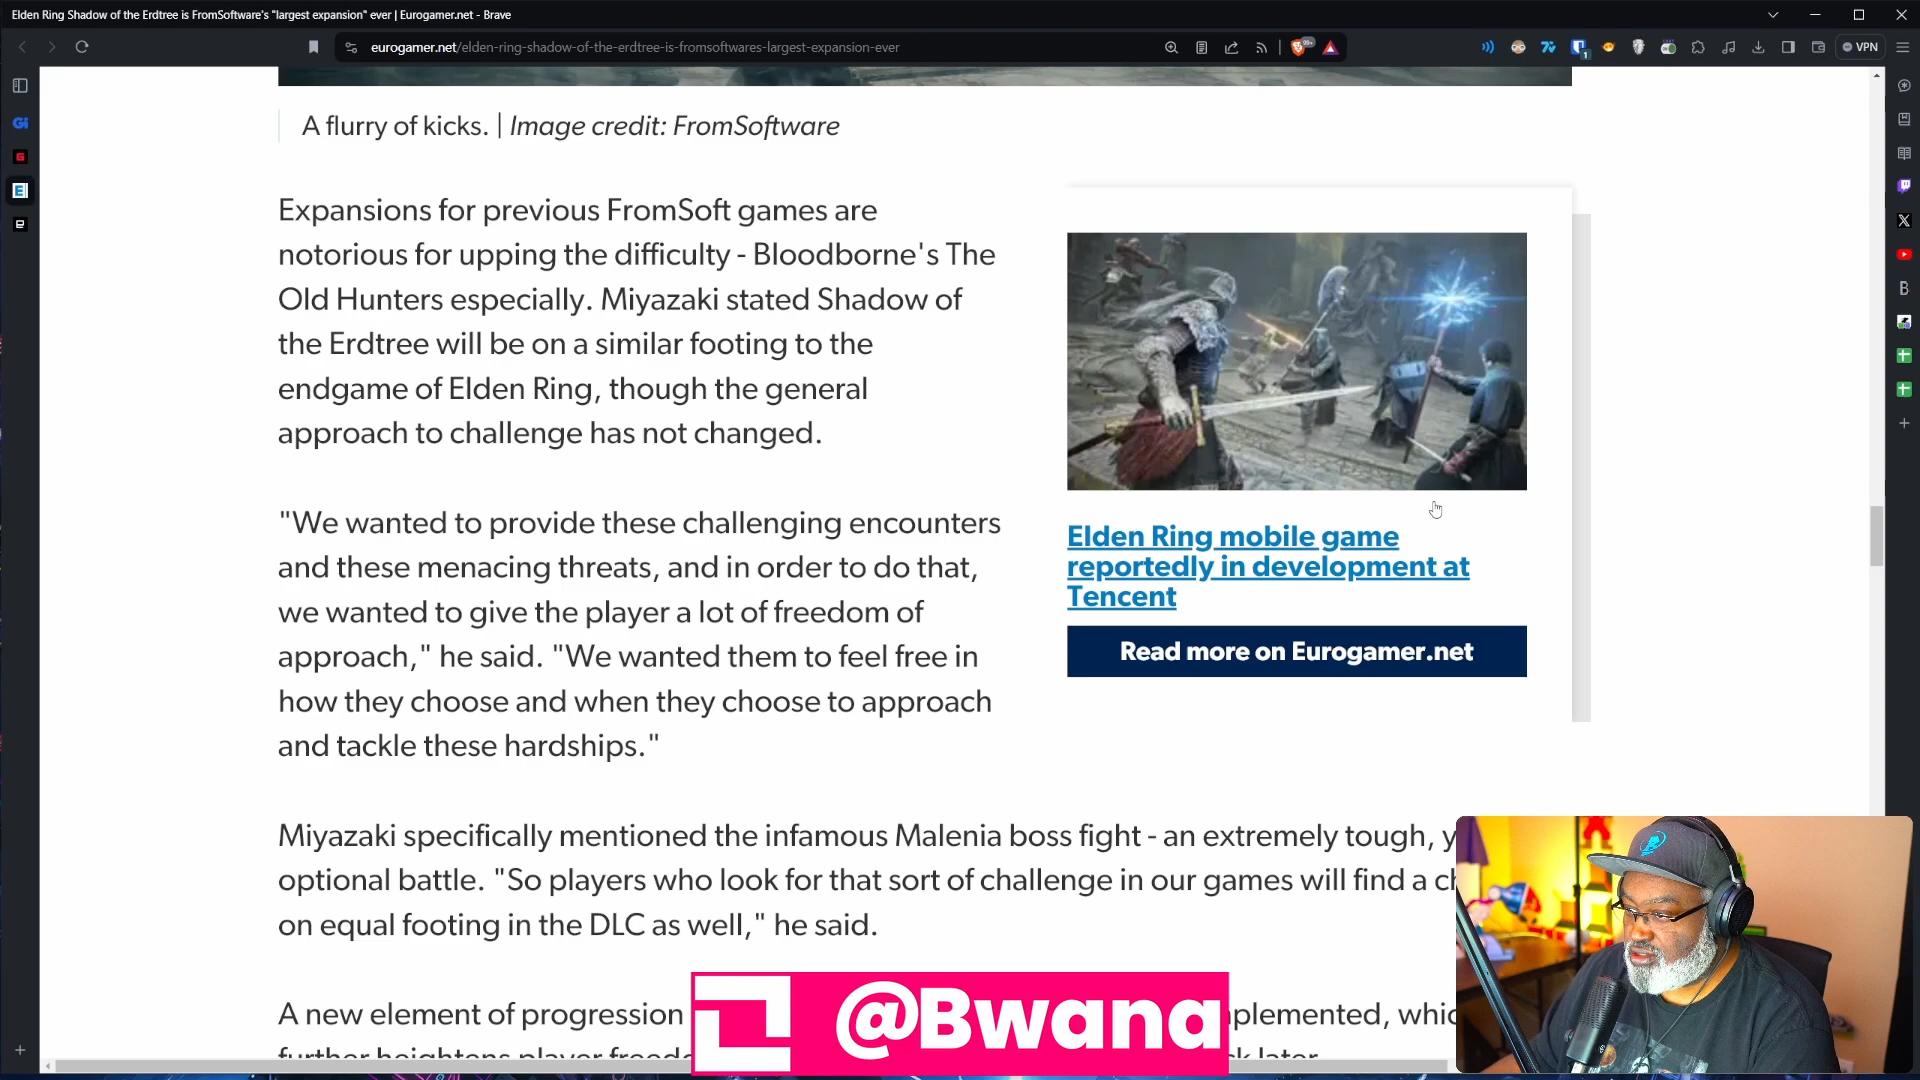 Elden Ring Shadow of the Erdtree is FromSoftware's "largest expansion" ever | Eurogamer.net - Brave
eurogamer.net/elden-ring-shadow-of-the-erdtree-is-fromsoftwares-largest-expansion-ever
VPN
A flurry of kicks. | Image credit: FromSoftware
Expansions for previous FromSoft games are
notorious for upping the difficulty - Bloodborne's The
Old Hunters especially. Miyazaki stated Shadow of
the Erdtree will be on a similar footing to the
endgame of Elden Ring, though the general
approach to challenge has not changed.
"We wanted to provide these challenging encounters
and these menacing threats, and in order to do that,
we wanted to give the player a lot of freedom of
approach," he said. "We wanted them to feel free in
how they choose and when they choose to approach
and tackle these hardships."
Elden Ring mobile game
reportedly in development at
Tencent
Read more on Eurogamer.net
Miyazaki specifically mentioned the infamous Malenia boss fight - an extremely tough, y
optional battle. "So players who look for that sort of challenge in our games will find a ch
on equal footing in the DLC as well," he said.
A new element of progression
plemented, whic
further heightens player
k later
@Bwana